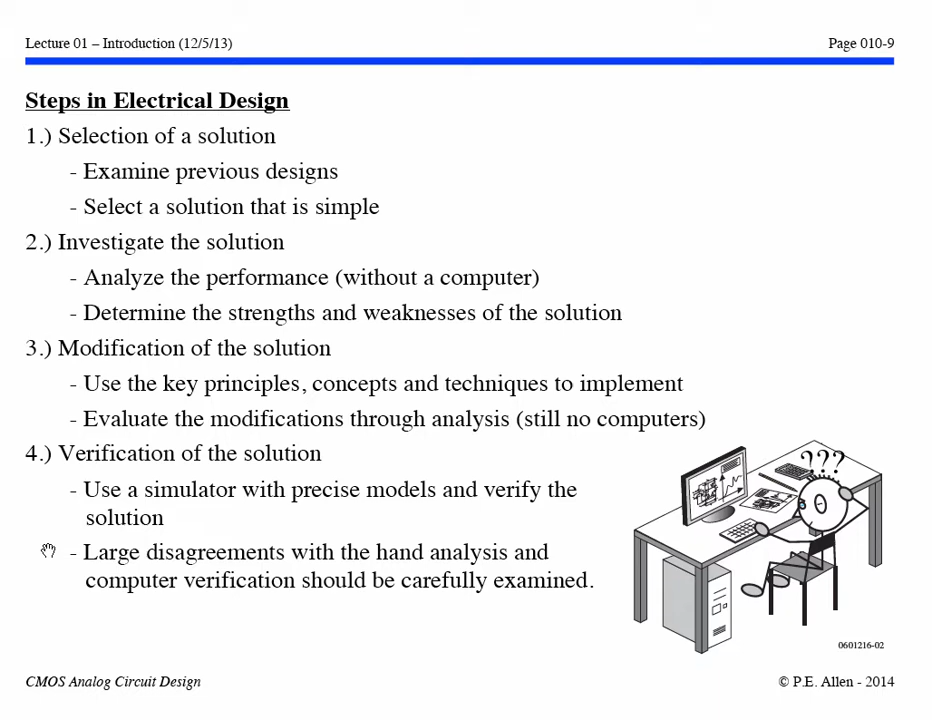 Lecture 01 – Introduction (12/5/13) Page 010-9
Steps in Electrical Design
1.) Selection of a solution
- Examine previous designs
- Select a solution that is simple
2.) Investigate the solution
- Analyze the performance (without a computer)
- Determine the strengths and weaknesses of the solution
3.) Modification of the solution
- Use the key principles, concepts and techniques to implement
- Evaluate the modifications through analysis (still no computers)
4.) Verification of the solution
- Use a simulator with precise models and verify the
solution
- Large disagreements with the hand analysis and
computer verification should be carefully examined.
???
0601216-02
CMOS Analog Circuit Design © P.E. Allen - 2014